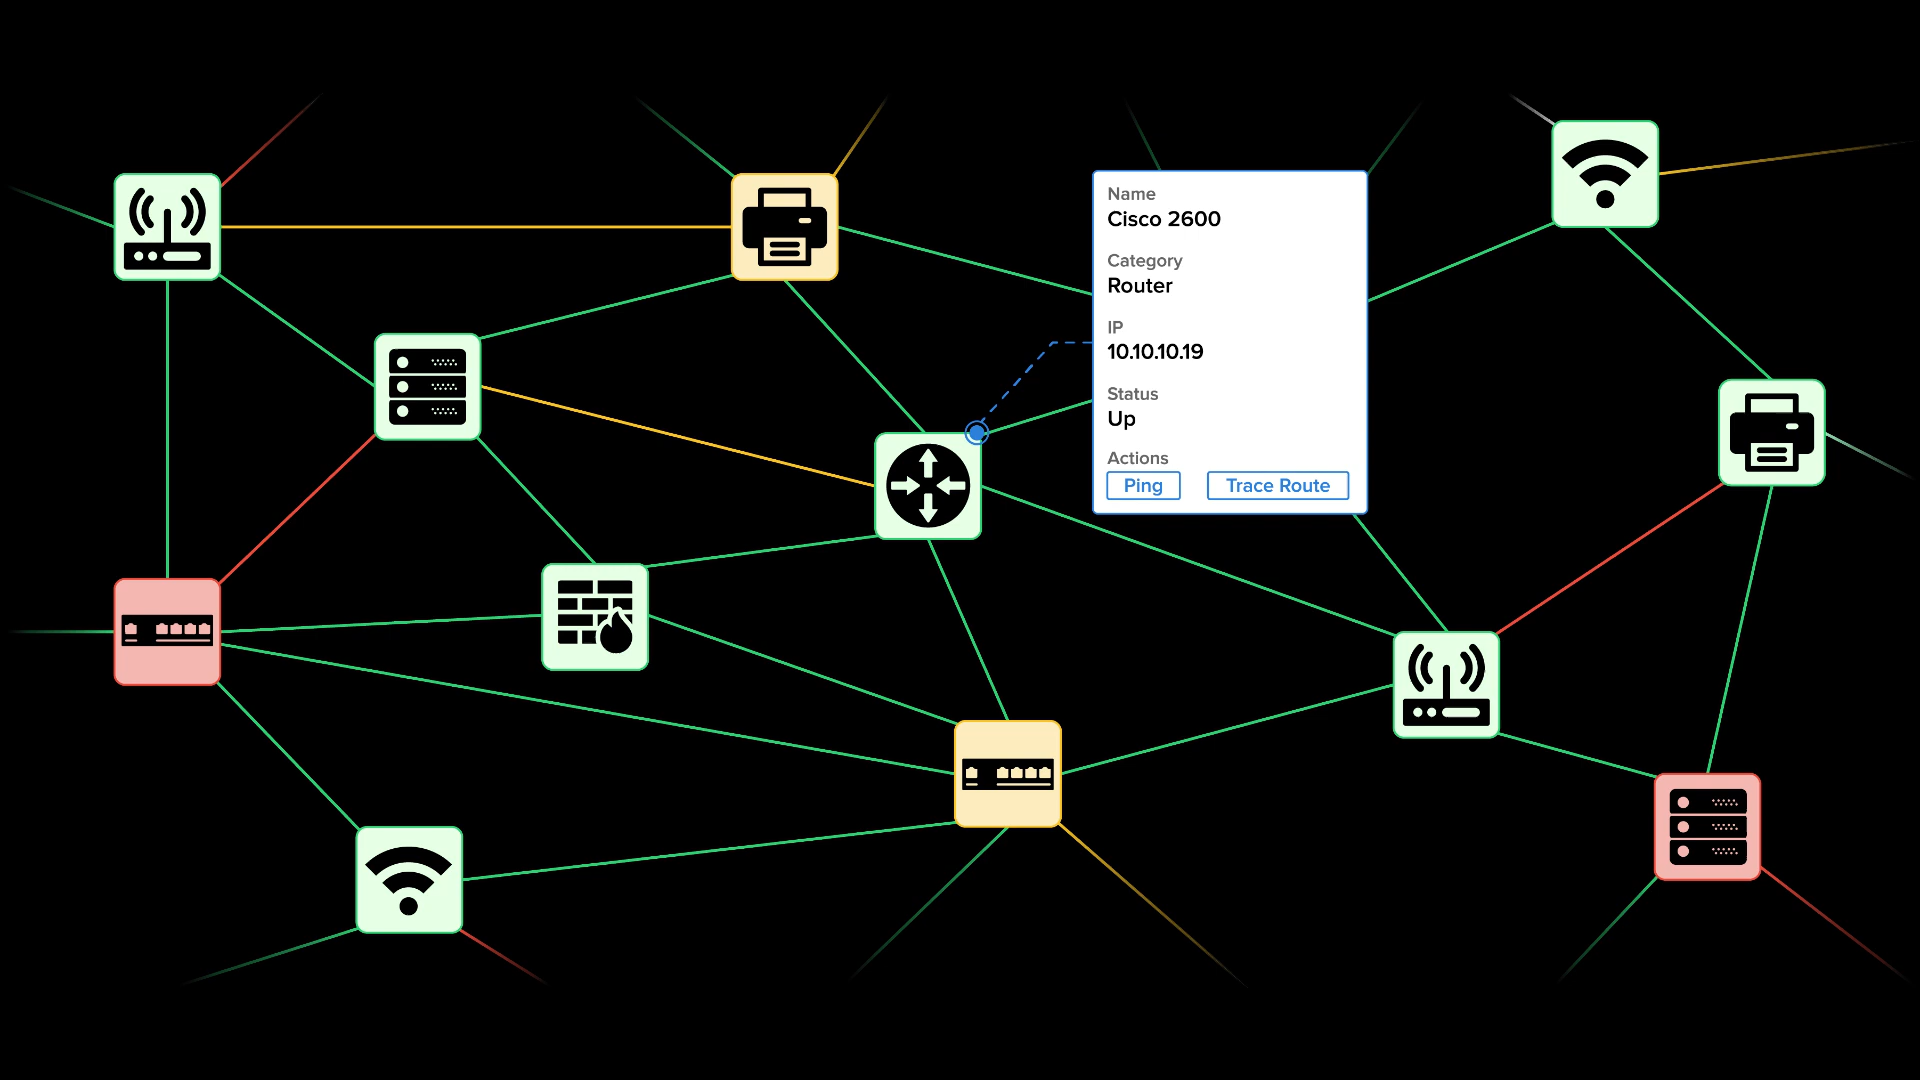 Name
Cisco 2600
Category
Router
IP
10.10.10.19
Status
Up
Actions
Ping Trace Route